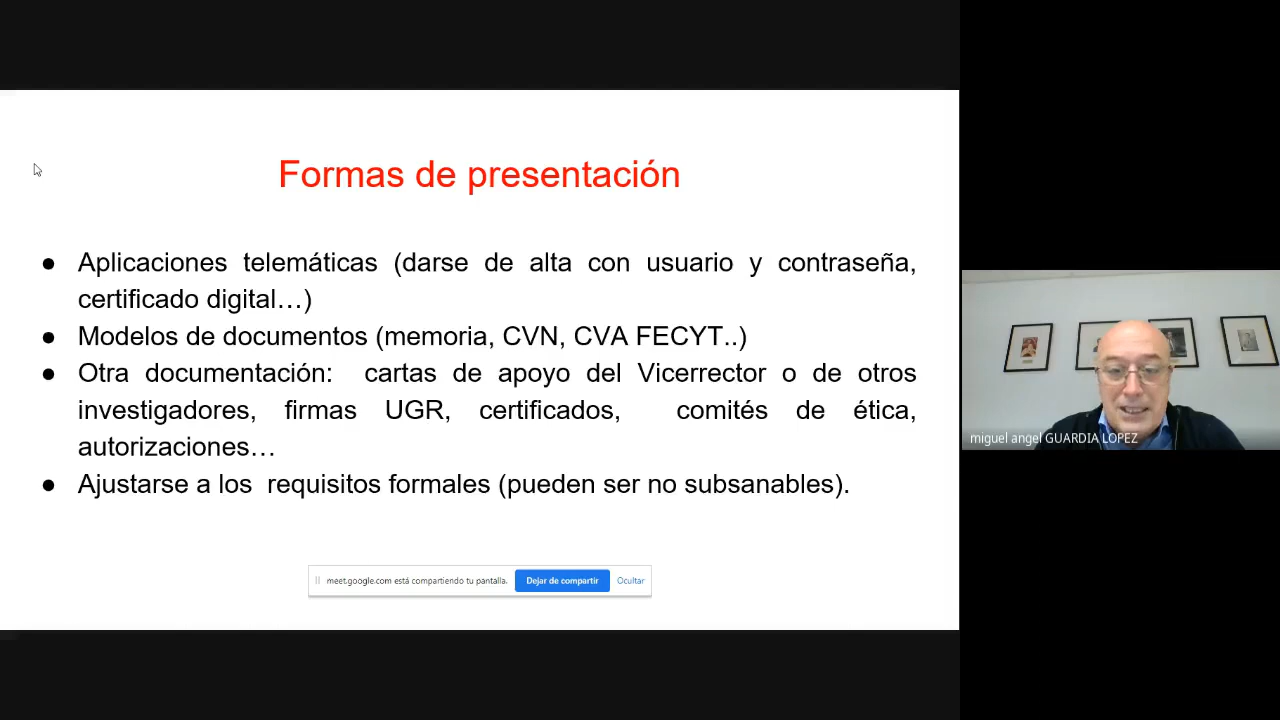 Formas de presentación
● Aplicaciones telemáticas (darse de alta con usuario y contraseña,
certificado digital…)
● Modelos de documentos (memoria, CVN, CVA FECYT..)
● Otra documentación: cartas de apoyo del Vicerrector o de otros
investigadores, firmas UGR, certificados, comités de ética,
autorizaciones…
● Ajustarse a los requisitos formales (pueden ser no subsanables).
meet.google.com está compartiendo tu pantalla. Dejar de compartir Ocultar
miguel angel GUARDIA LOPEZ